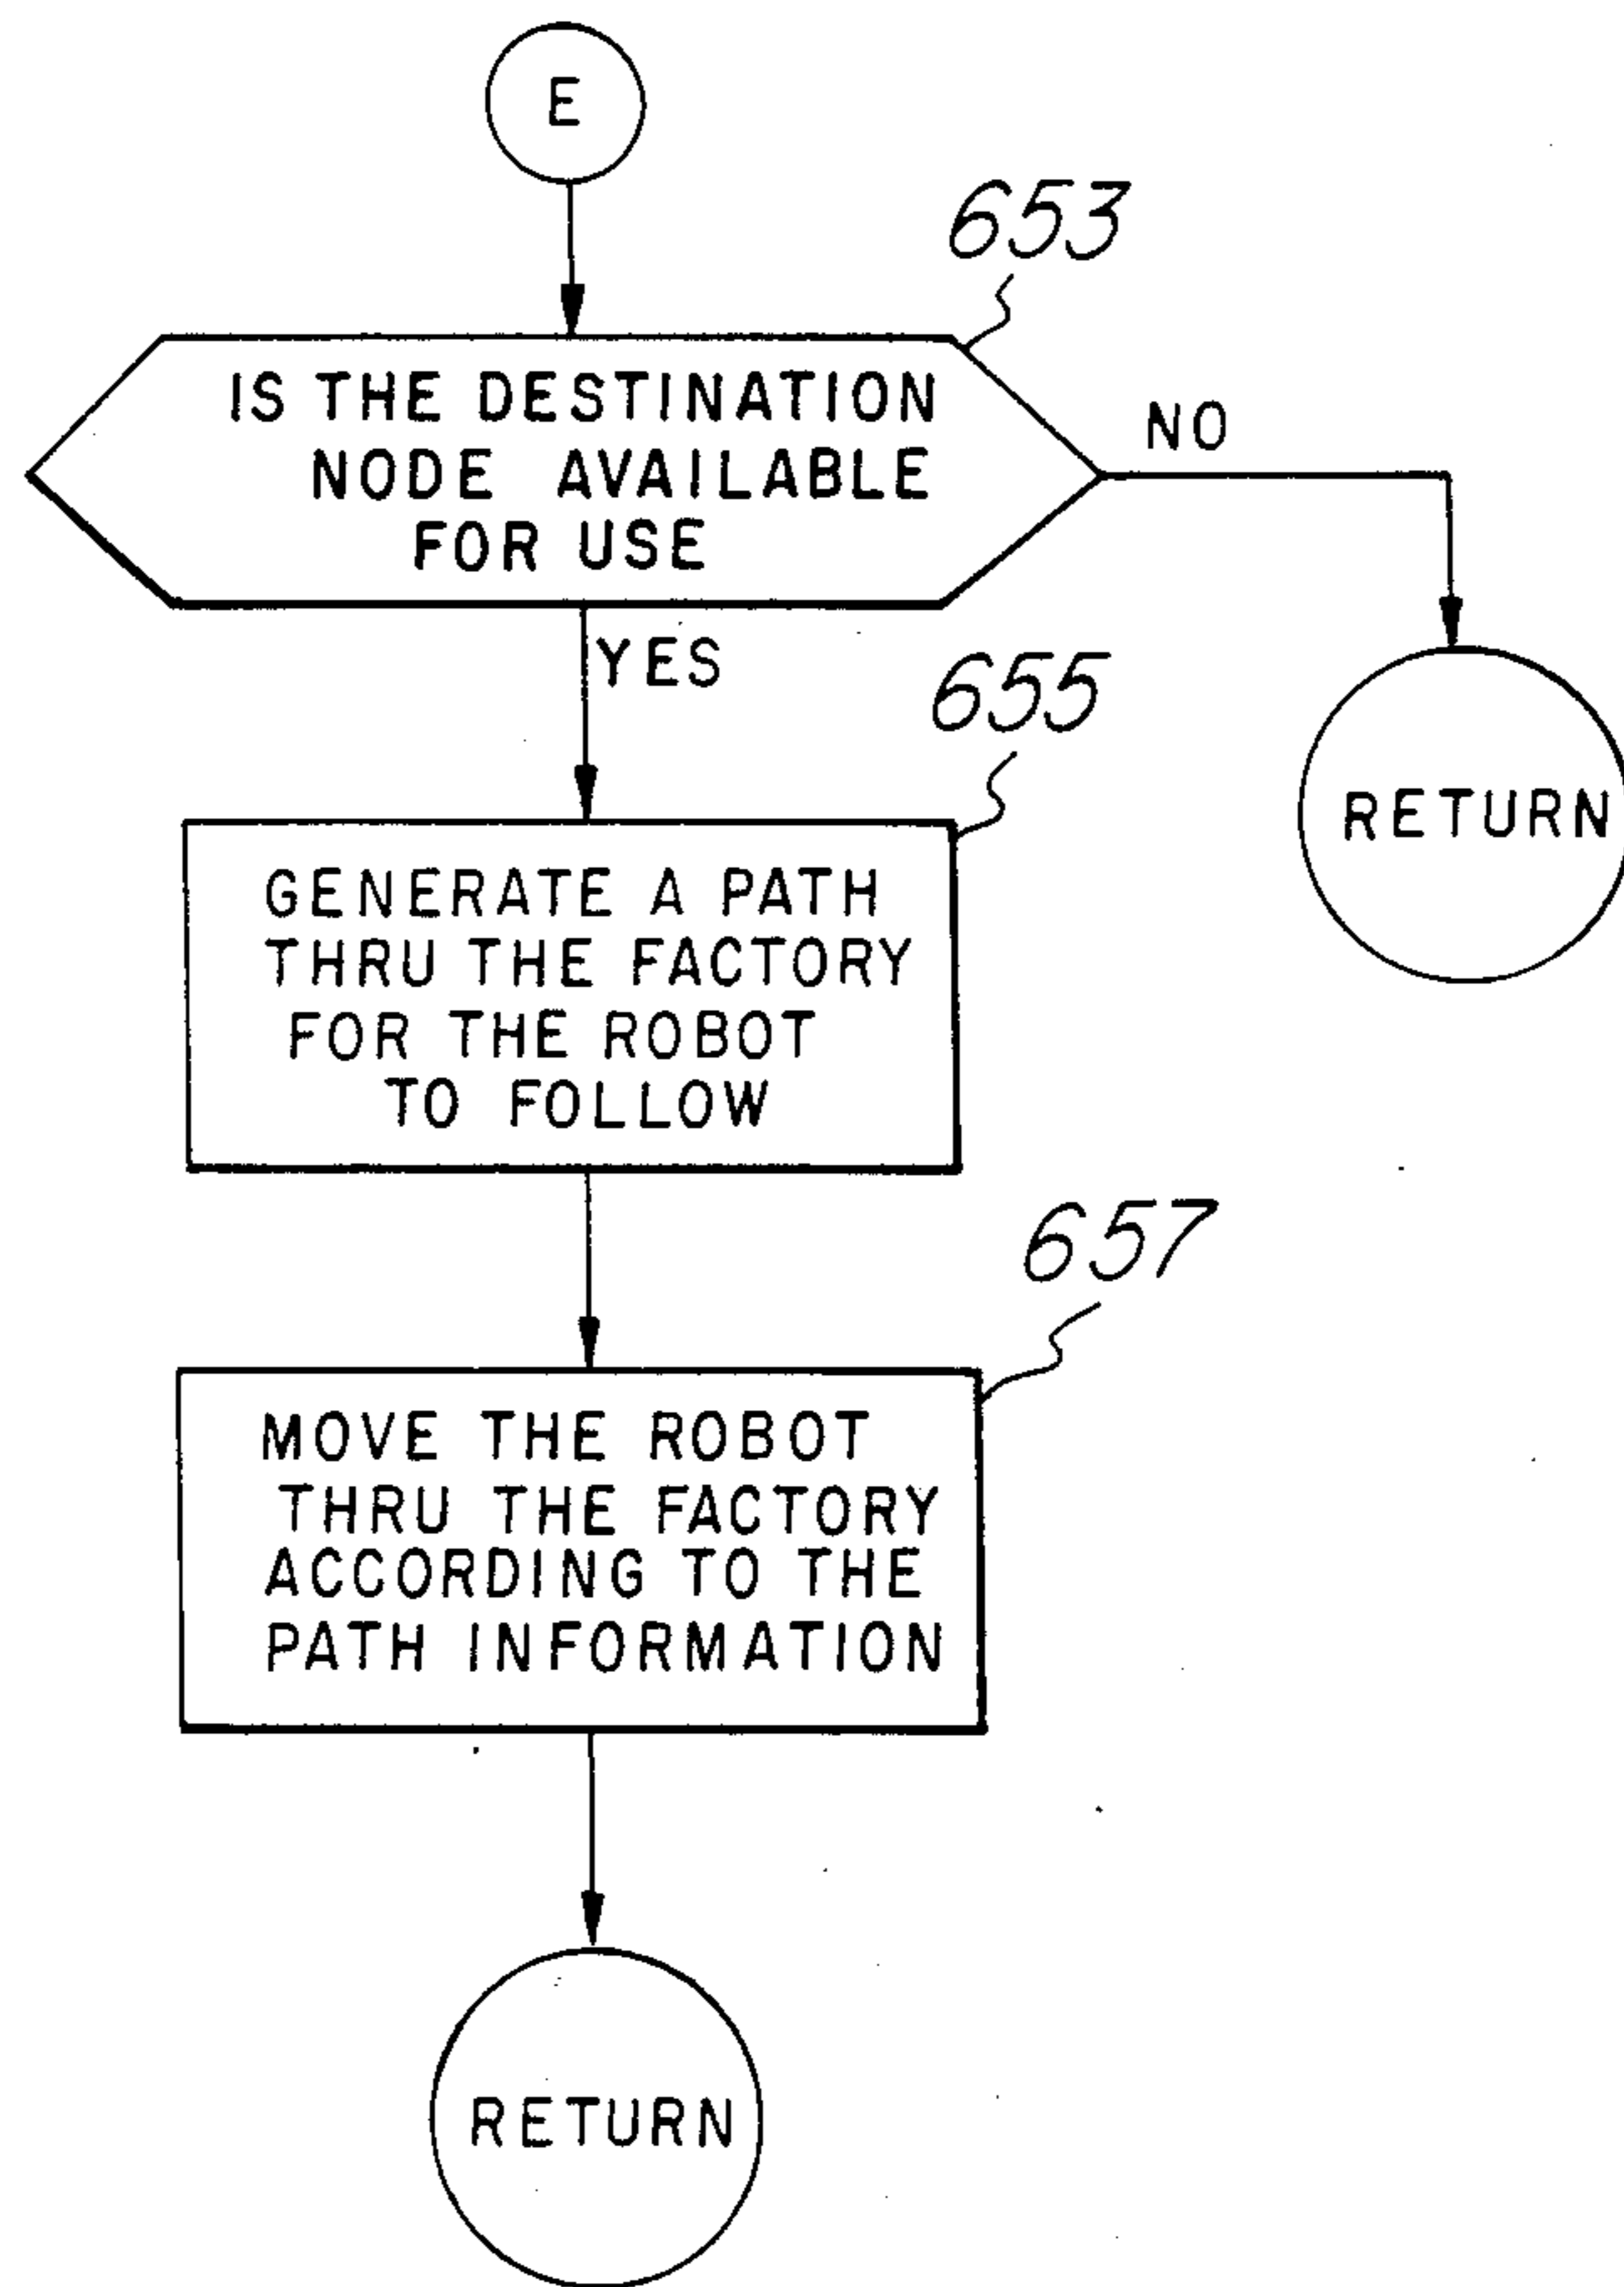 E
653
IS THE DESTINATION
NODE AVAILABLE
FOR USE
NO
YES
655
RETURN
GENERATE A PATH
THRU THE FACTORY
FOR THE ROBOT
TO FOLLOW
657
MOVE THE ROBOT
THRU THE FACTORY
ACCORDING TO THE
PATH INFORMATION
RETURN